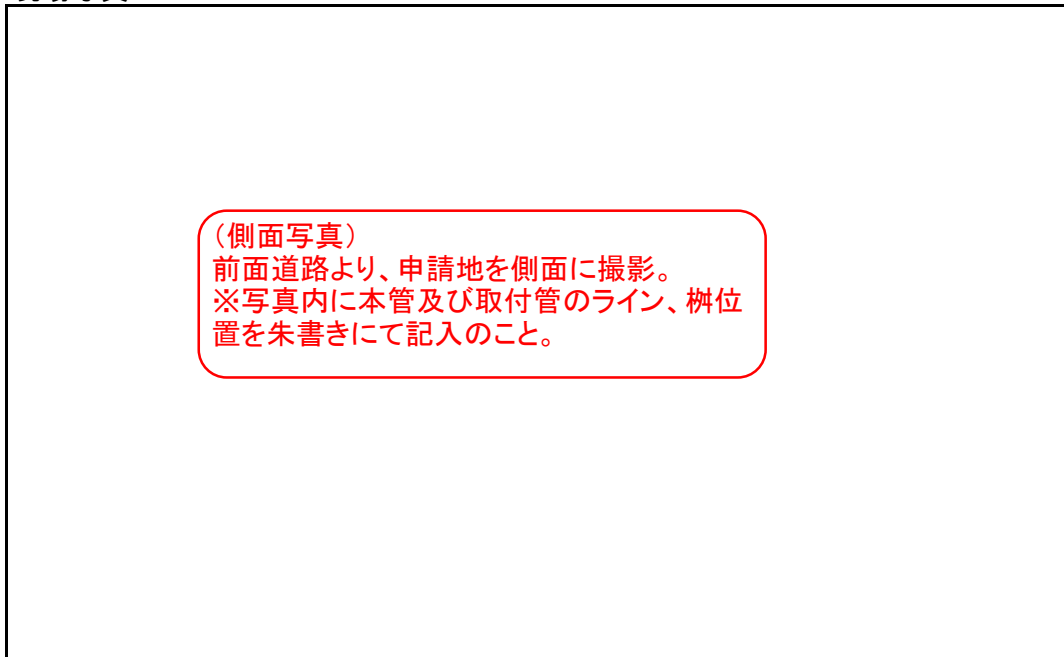 (側面写真)
前面道路より、申請地を側面に撮影。
※写真内に本管及び取付管のライン、桝位
置を朱書きにて記入のこと。